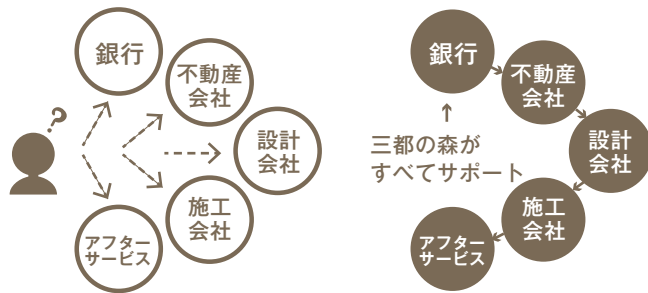 ?
銀行
不動産
会社
設計
会社
施工
会社
アフター
サービス
銀行
不動産
会社
設計
会社
三都の森が
すべてサポート
施工
会社
アフター
サービス